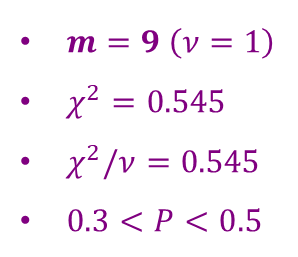 • m = 9 (ν = 1)
• χ² = 0.545
• χ²/ν = 0.545
• 0.3 < P < 0.5